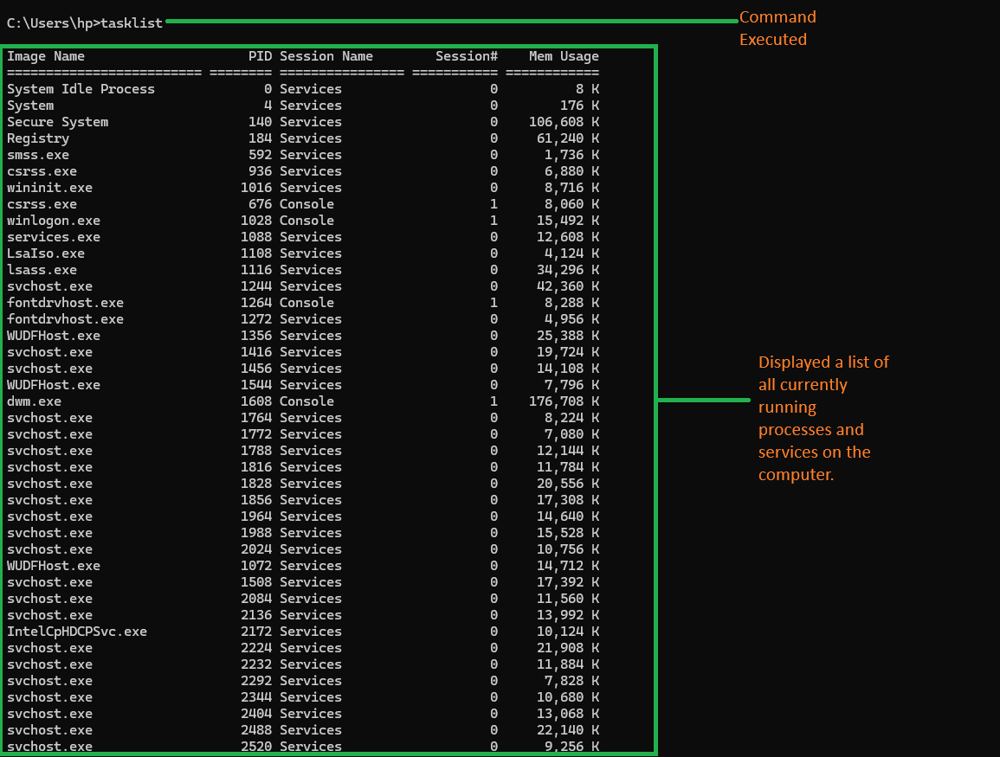 C:\Users\hp>tasklist
Command
Executed
Image Name                     PID Session Name        Session#    Mem Usage
========================= ======== ================ =========== ============
System Idle Process              0 Services                   0          8 K
System                           4 Services                   0        176 K
Secure System                  140 Services                   0    106,608 K
Registry                       184 Services                   0     61,240 K
smss.exe                       592 Services                   0      1,736 K
csrss.exe                      936 Services                   0      6,880 K
wininit.exe                   1016 Services                   0      8,716 K
csrss.exe                      676 Console                    1      8,060 K
winlogon.exe                  1028 Console                    1     15,492 K
services.exe                  1088 Services                   0     12,608 K
LsaIso.exe                    1108 Services                   0      4,124 K
lsass.exe                     1116 Services                   0     34,296 K
svchost.exe                   1244 Services                   0     42,360 K
fontdrvhost.exe               1264 Console                    1      8,288 K
fontdrvhost.exe               1272 Services                   0      4,956 K
WUDFHost.exe                  1356 Services                   0     25,388 K
svchost.exe                   1416 Services                   0     19,724 K
svchost.exe                   1456 Services                   0     14,108 K
WUDFHost.exe                  1544 Services                   0      7,796 K
dwm.exe                       1608 Console                    1    176,708 K
svchost.exe                   1764 Services                   0      8,224 K
svchost.exe                   1772 Services                   0      7,080 K
svchost.exe                   1788 Services                   0     12,144 K
svchost.exe                   1816 Services                   0     11,784 K
svchost.exe                   1828 Services                   0     20,556 K
svchost.exe                   1856 Services                   0     17,308 K
svchost.exe                   1964 Services                   0     14,640 K
svchost.exe                   1988 Services                   0     15,528 K
svchost.exe                   2024 Services                   0     10,756 K
WUDFHost.exe                  1072 Services                   0     14,712 K
svchost.exe                   1508 Services                   0     17,392 K
svchost.exe                   2084 Services                   0     11,560 K
svchost.exe                   2136 Services                   0     13,992 K
IntelCpHDCPSvc.exe            2172 Services                   0     10,124 K
svchost.exe                   2224 Services                   0     21,908 K
svchost.exe                   2232 Services                   0     11,884 K
svchost.exe                   2292 Services                   0      7,828 K
svchost.exe                   2344 Services                   0     10,680 K
svchost.exe                   2404 Services                   0     13,068 K
svchost.exe                   2488 Services                   0     22,140 K
svchost.exe                   2520 Services                   0      9,256 K
Displayed a list of
all currently
running
processes and
services on the
computer.